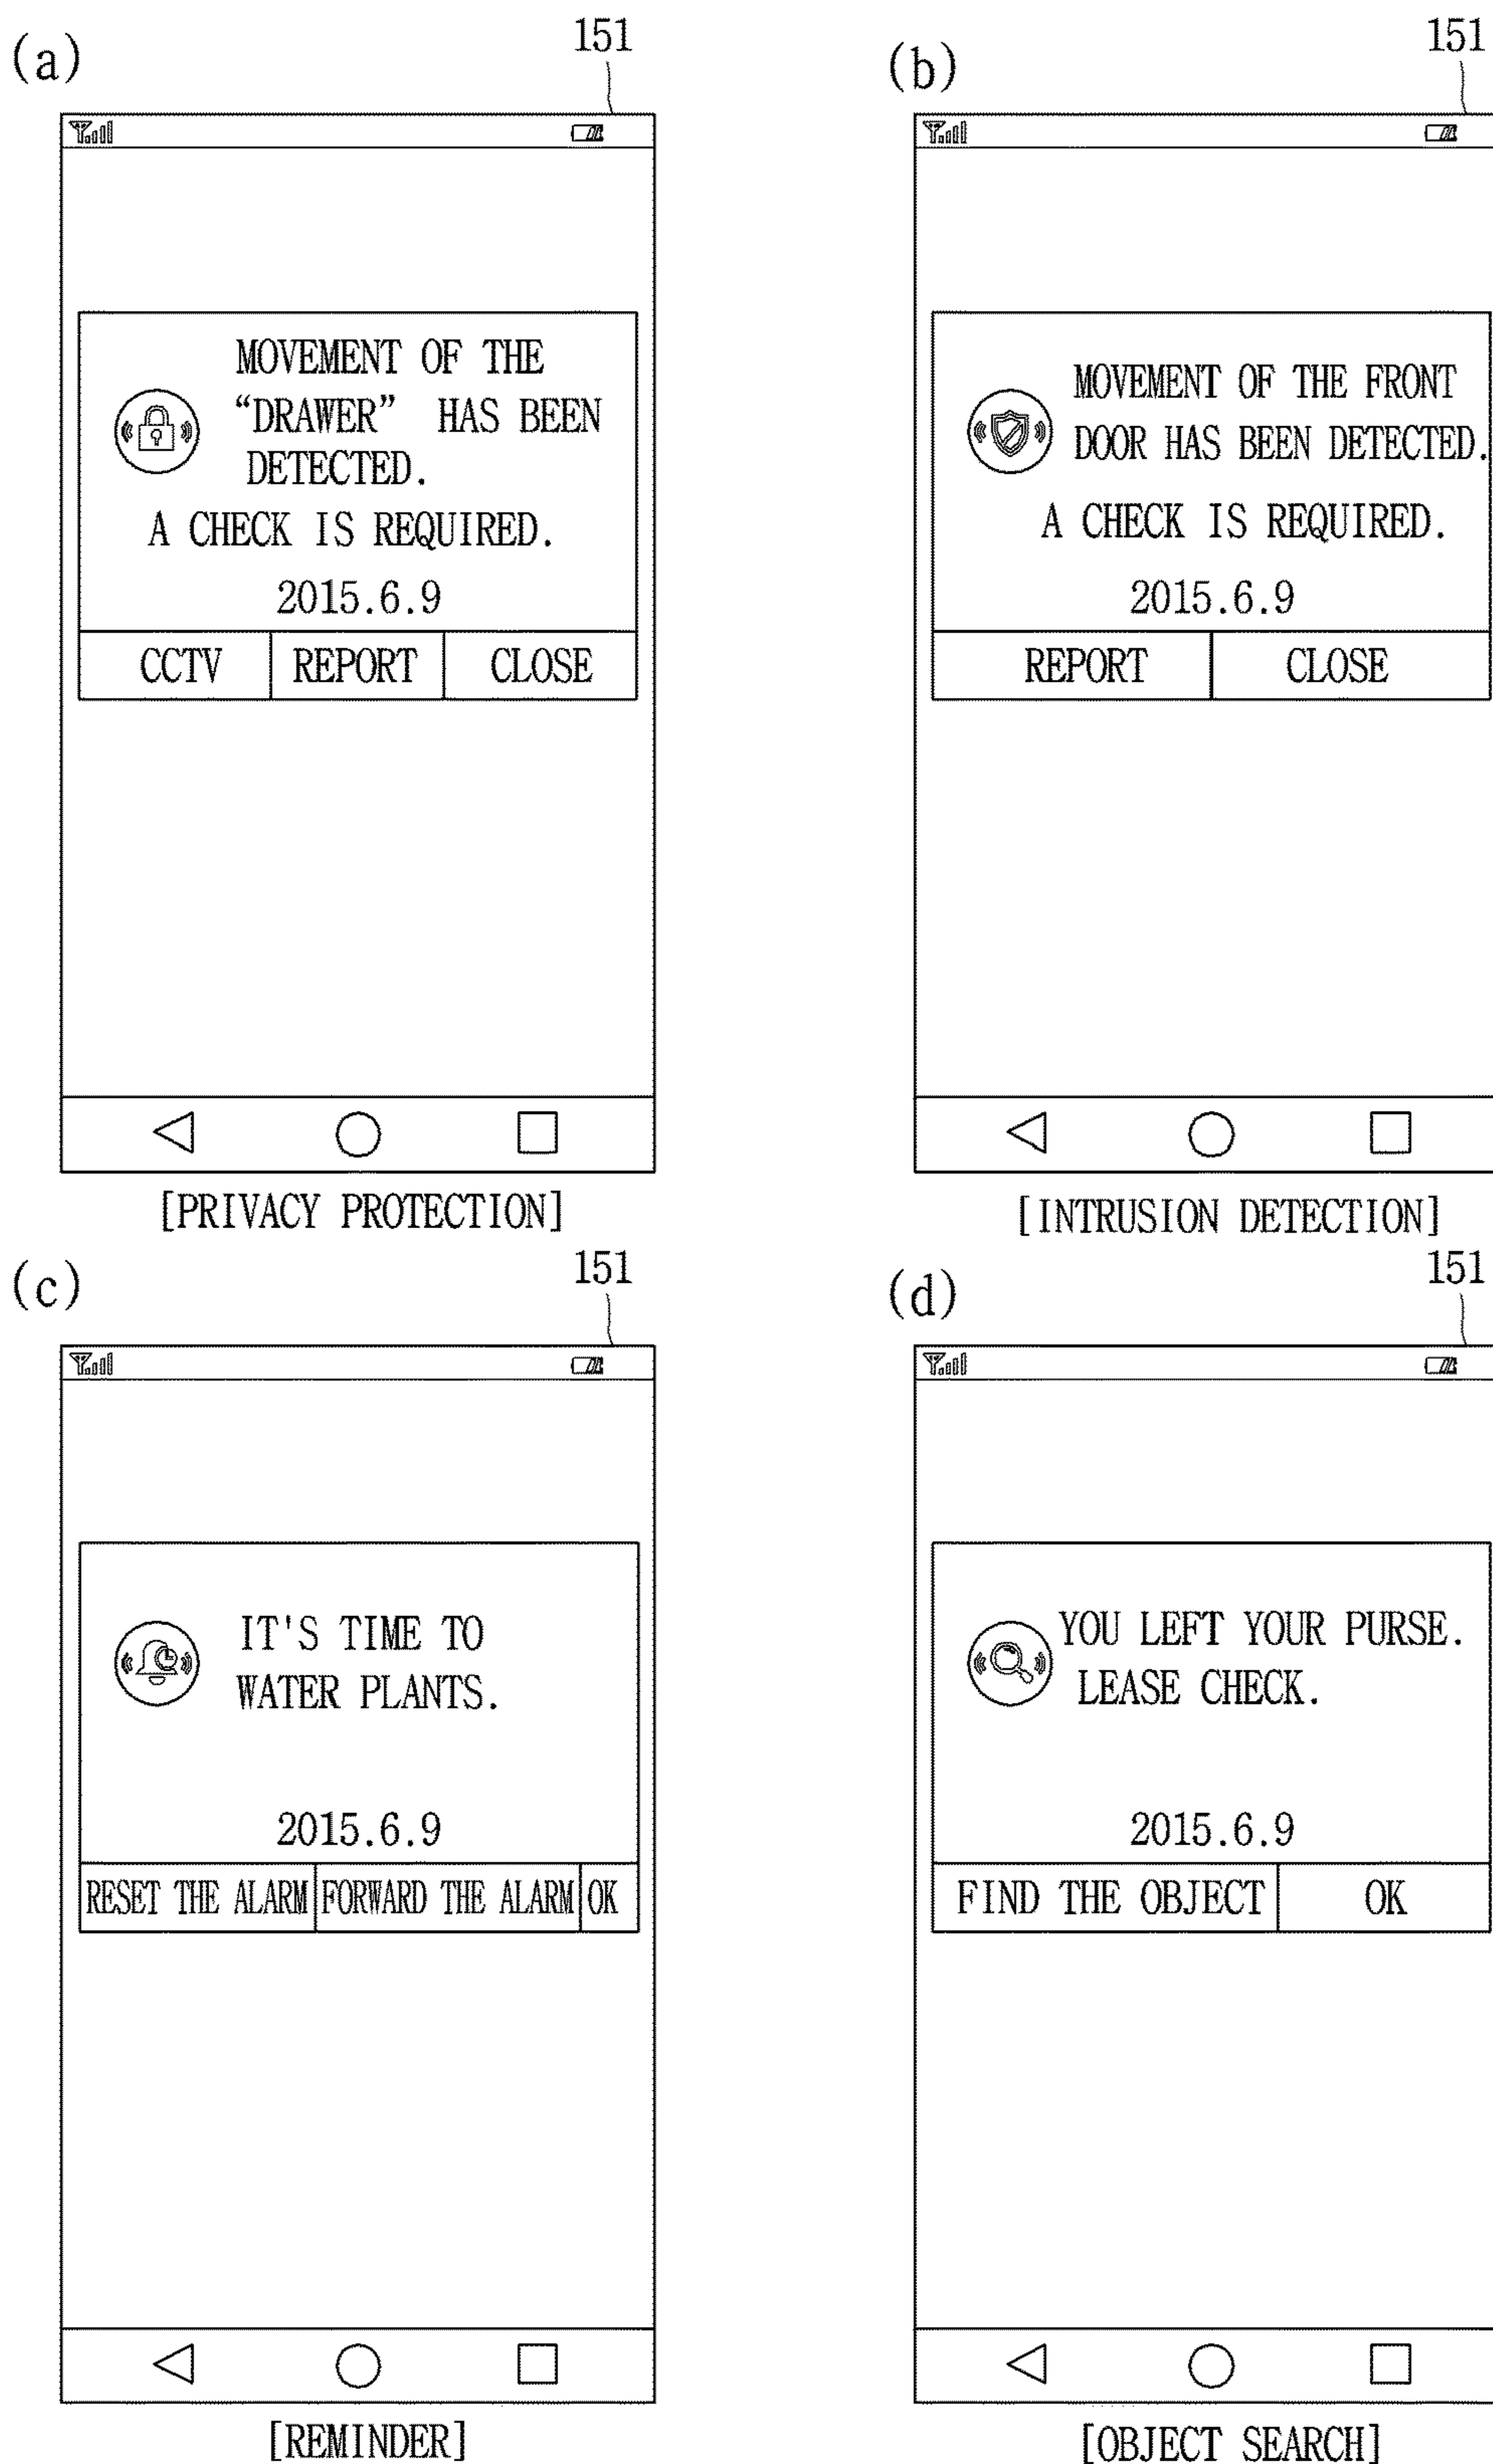 (a)
151
MOVEMENT OF THE
“DRAWER” HAS BEEN
DETECTED.
A CHECK IS REQUIRED.
2015.6.9
CCTV REPORT CLOSE
[PRIVACY PROTECTION]
(b)
151
MOVEMENT OF THE FRONT
DOOR HAS BEEN DETECTED.
A CHECK IS REQUIRED.
2015.6.9
REPORT CLOSE
[INTRUSION DETECTION]
(c)
151
IT'S TIME TO
WATER PLANTS.
2015.6.9
RESET THE ALARM FORWARD THE ALARM OK
[REMINDER]
(d)
151
YOU LEFT YOUR PURSE.
LEASE CHECK.
2015.6.9
FIND THE OBJECT OK
[OBJECT SEARCH]